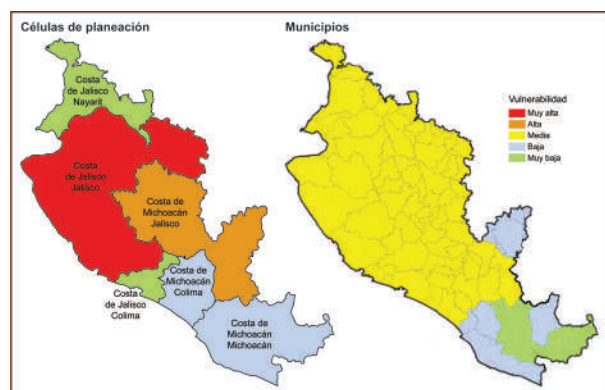 Células de planeación
Municipios
Costa
de Jalisco
Nayarit
Costa
de Jalisco
Jalisco
Costa de
Michoacán
Jalisco
Costa de
Michoacán
Colima
Costa
de Jalisco
Colima
Costa de
Michoacán
Michoacán
Vulnerabilidad
Muy alta
Alta
Media
Baja
Muy baja